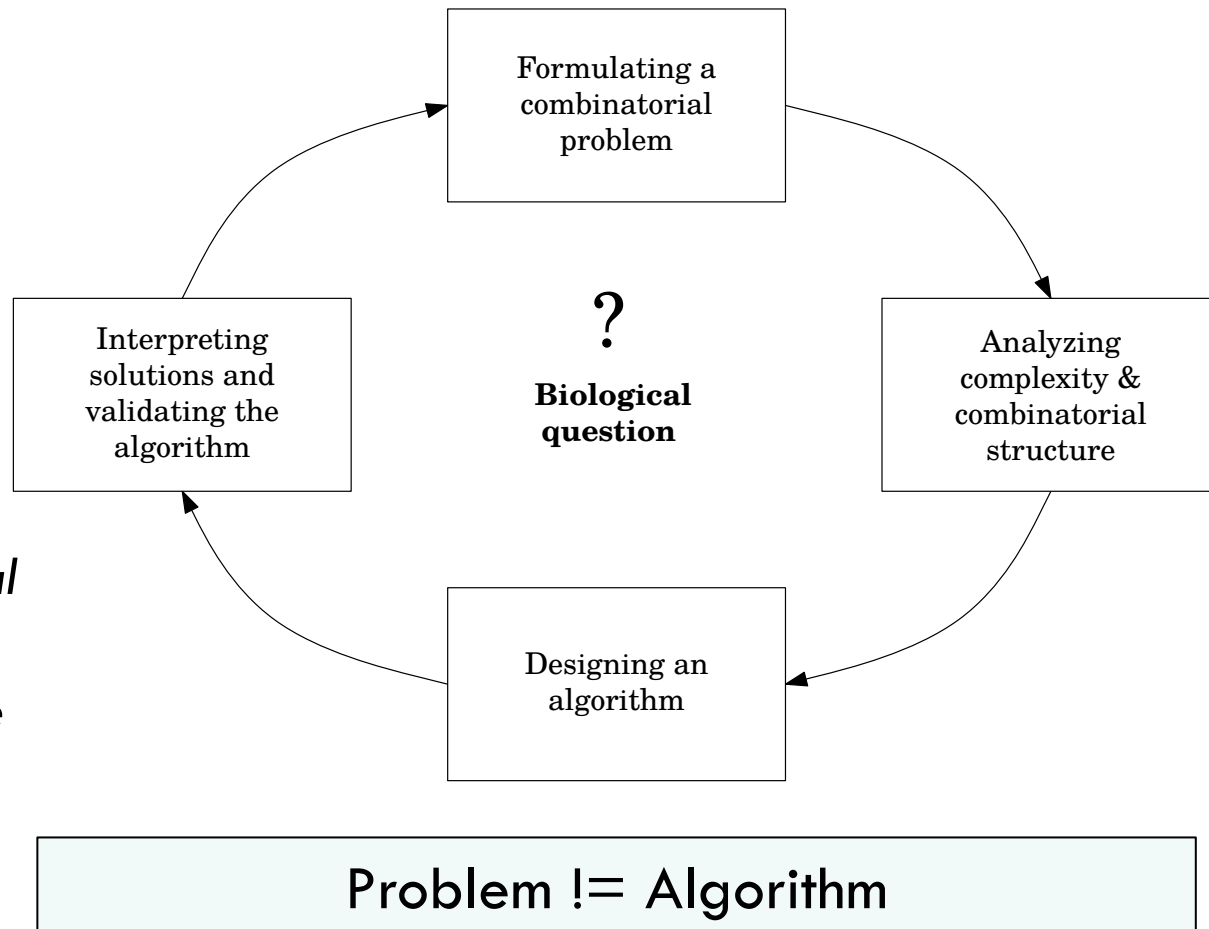 Formulating a
combinatorial
problem
Interpreting
solutions and
validating the
algorithm
?
Biological
question
Analyzing
complexity &
combinatorial
structure
Designing an
algorithm
Problem != Algorithm